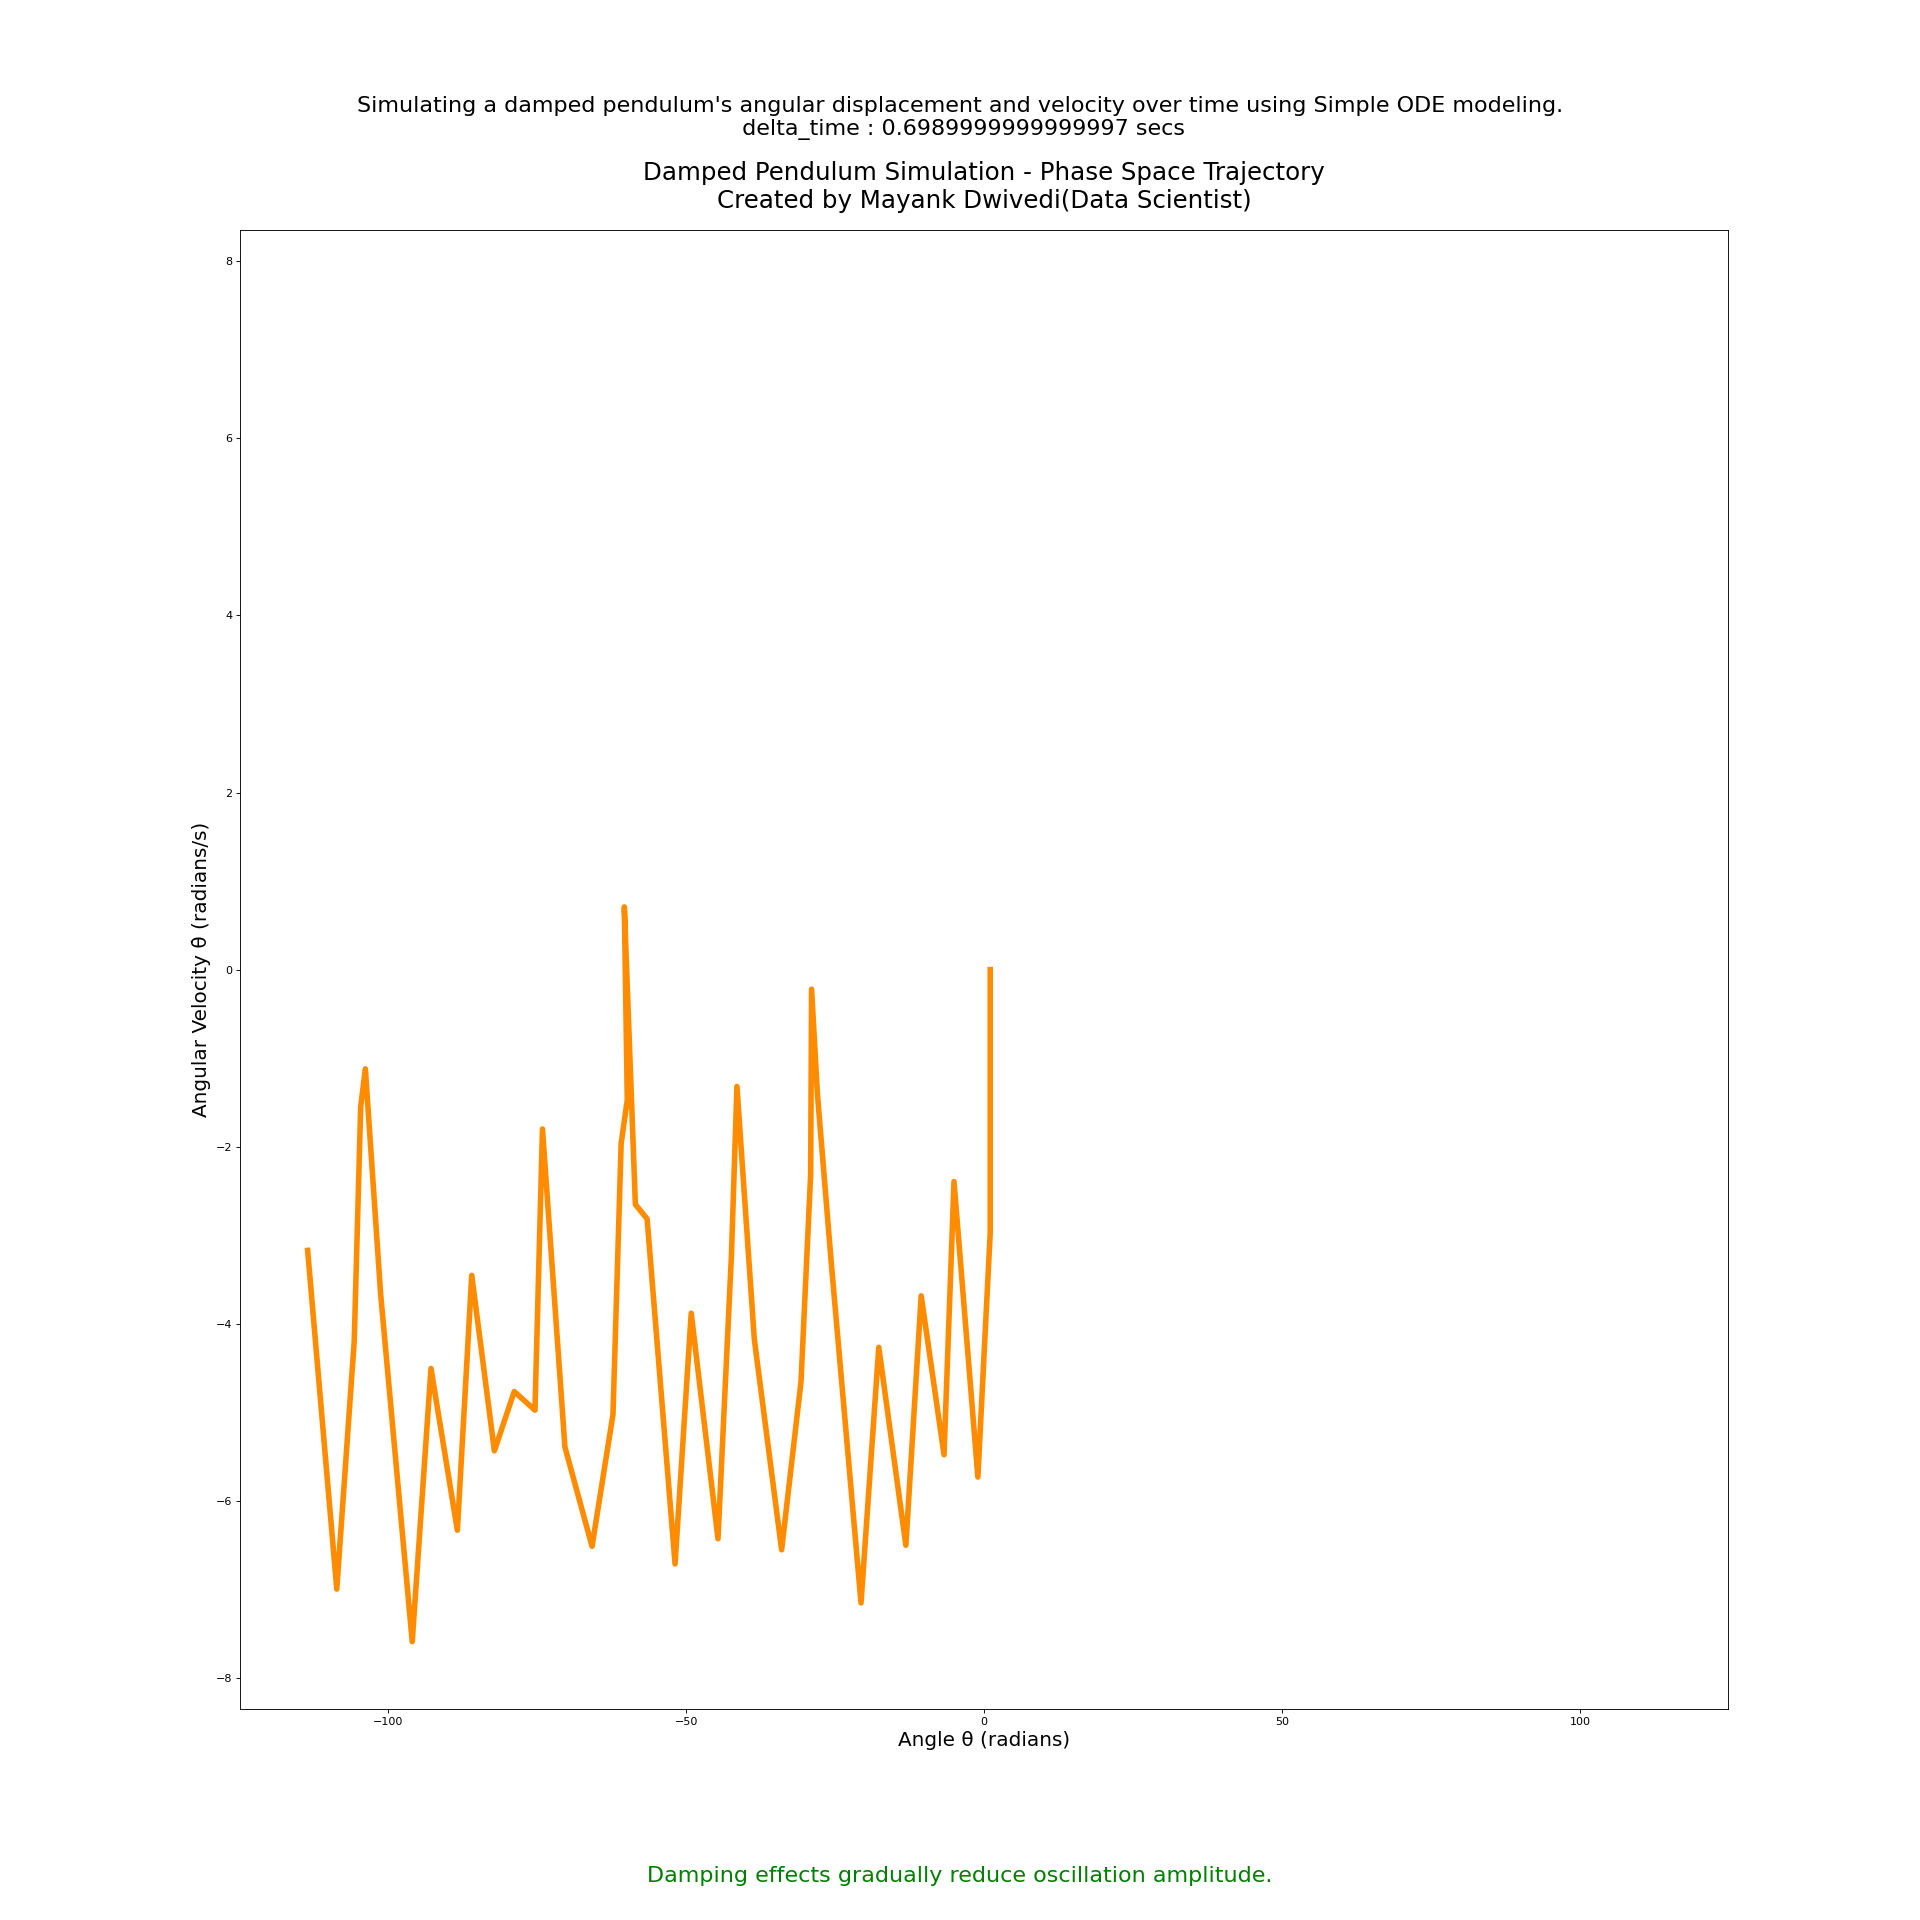 Simulating a damped pendulum's angular displacement and velocity over time using Simple ODE modeling.
delta_time : 0.6989999999999997 secs
Damped Pendulum Simulation - Phase Space Trajectory
Created by Mayank Dwivedi(Data Scientist)
8
6
4
2
0
−2
−4
−6
−8
Angular Velocity θ (radians/s)
−100
−50
0
50
100
Angle θ (radians)
Damping effects gradually reduce oscillation amplitude.